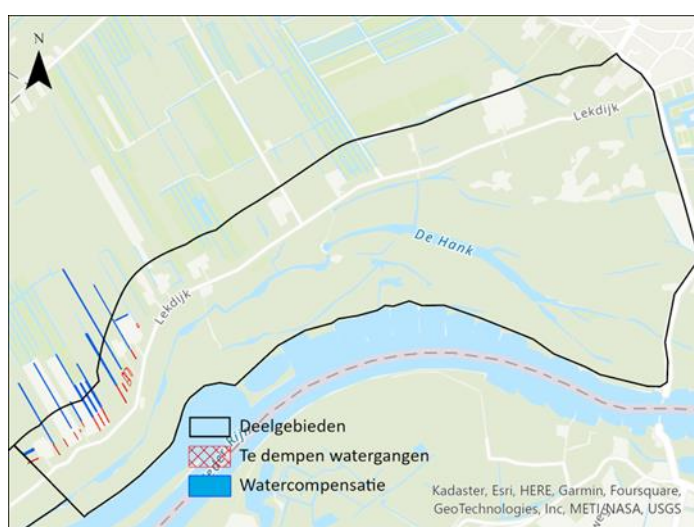 N
Lekdijk
De Hank
Lekdijk
Deelgebieden
Te dempen watergangen
Watercompensatie
Kadaster, Esri, HERE, Garmin, Foursquare,
GeoTechnologies, Inc, METI/NASA, USGS